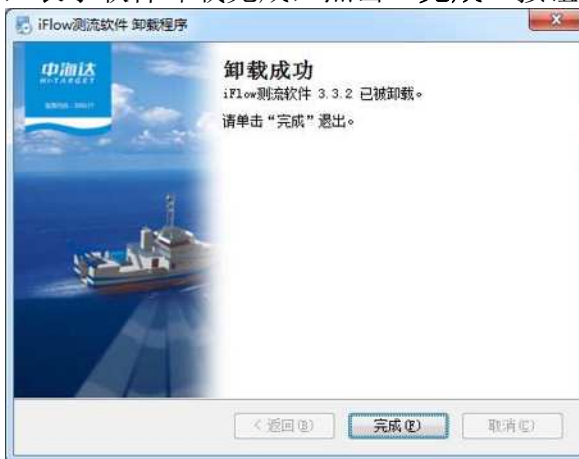 iFlow测流软件 卸载程序
中海达
HI-TARGET
卸载成功
iFlow测流软件 3.3.2 已被卸载。
请单击“完成”退出。
< 返回(B)
完成(F)
取消(C)